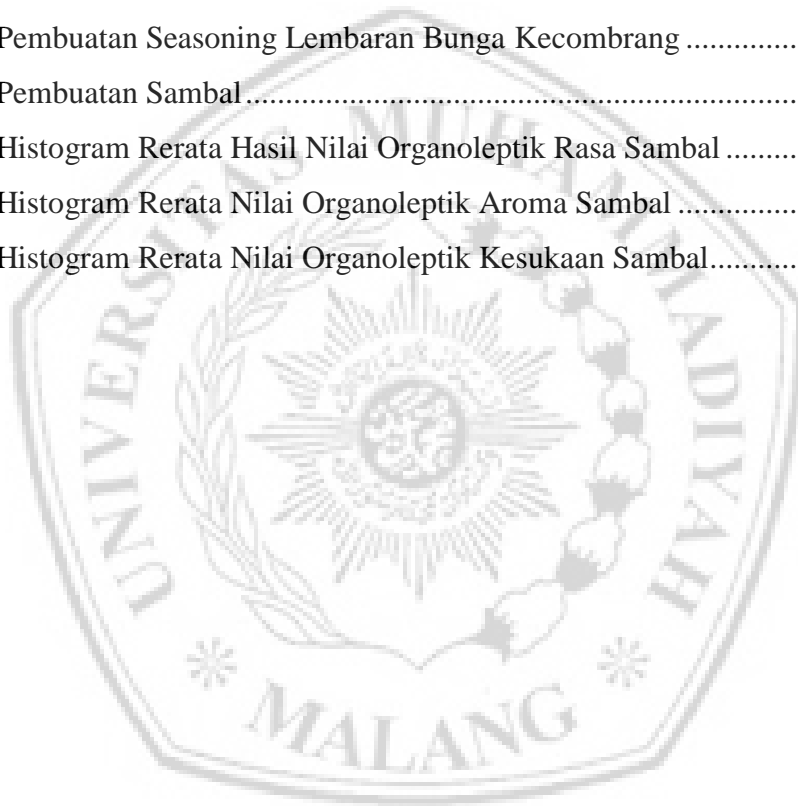 Pembuatan Seasoning Lembaran Bunga Kecombrang ..............
Pembuatan Sambal......................................................................
Histogram Rerata Hasil Nilai Organoleptik Rasa Sambal .........
Histogram Rerata Nilai Organoleptik Aroma Sambal ...............
Histogram Rerata Nilai Organoleptik Kesukaan Sambal...........
UNIVERSITAS MUHAMMADIYAH
MALANG